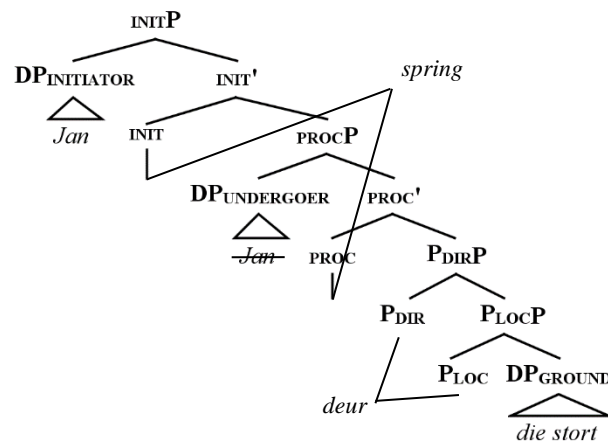 INITP
DPINITIATOR INIT' spring
Jan INIT PROCP
DPUNDERGOER PROC'
Jan PROC PDIRP
PDIR PLOCP
PLOC DPGROUND
deur
die stort